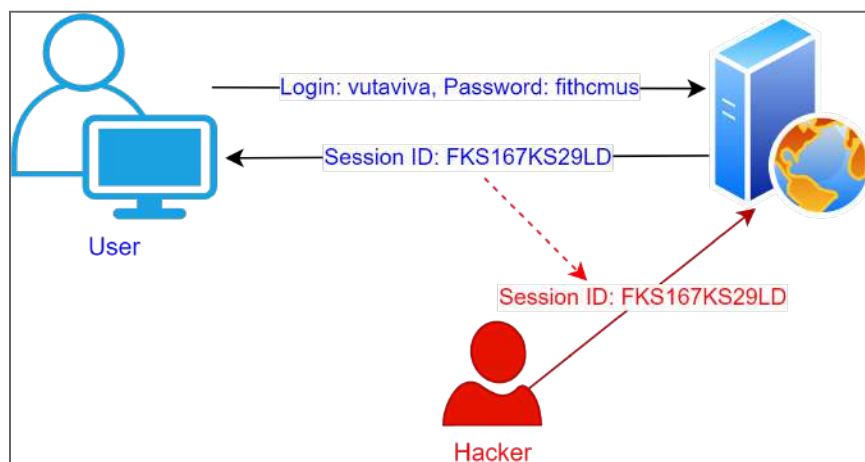 Login: vutaviva, Password: fithcmus
Session ID: FKS167KS29LD
User
Session ID: FKS167KS29LD
Hacker